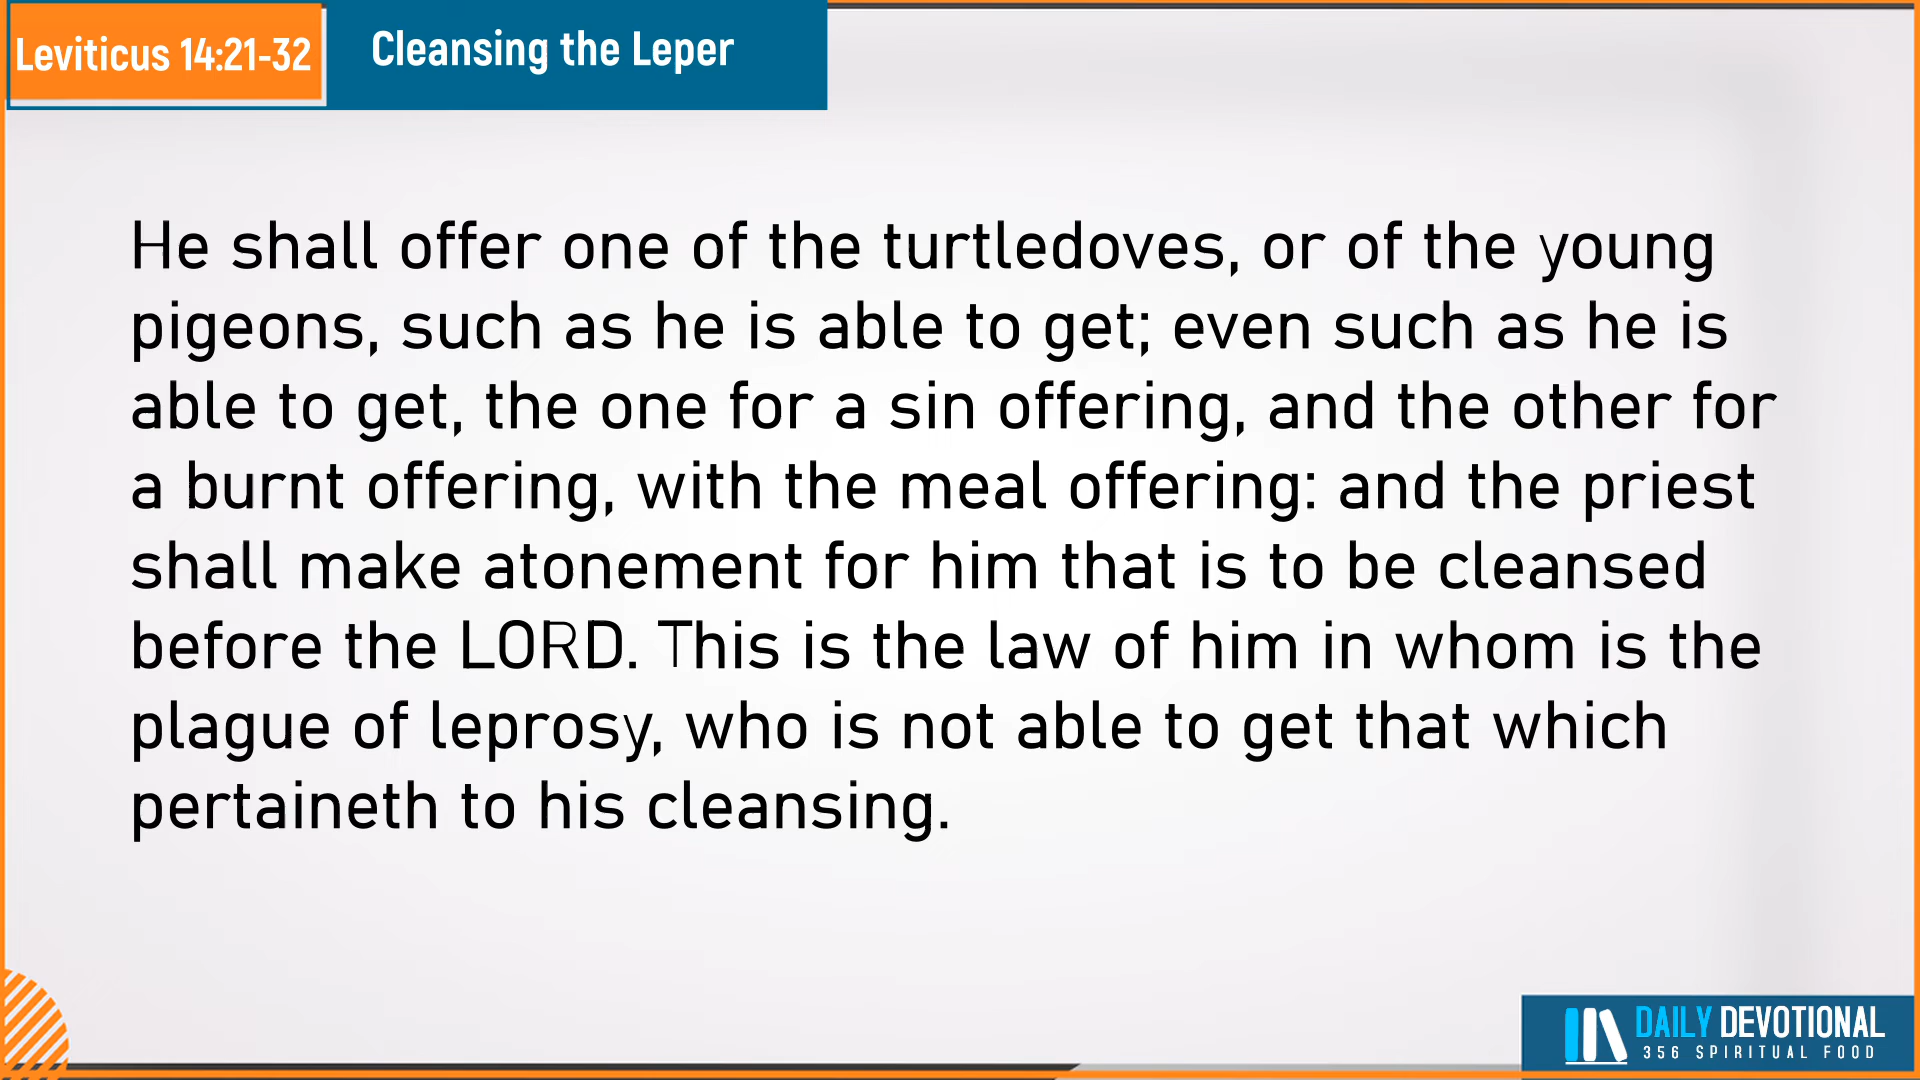 Leviticus 14:21-32
Cleansing the Leper
He shall offer one of the turtledoves, or of the young
pigeons, such as he is able to get; even such as he is
able to get, the one for a sin offering, and the other for
a burnt offering, with the meal offering: and the priest
shall make atonement for him that is to be cleansed
before the LORD. This is the law of him in whom is the
plague of leprosy, who is not able to get that which
pertaineth to his cleansing.
DAILY DEVOTIONAL
356 SPIRITUAL FOOD